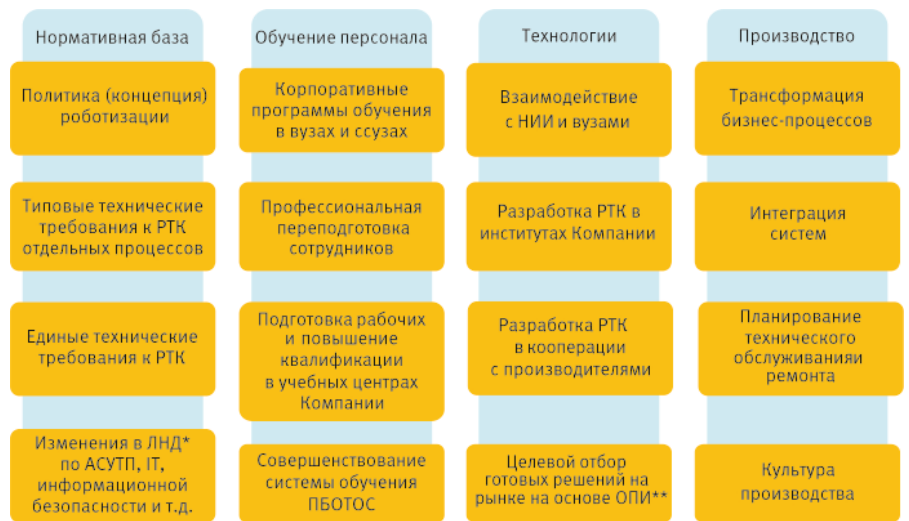 Нормативная база
Политика (концепция)
роботизации
Типовые технические
требования к РТК
отдельных процессов
Единые технические
требования к РТК
Изменения в ЛНД*
по АСУТП, IT,
информационной
безопасности и т.д.
Обучение персонала
Корпоративные
программы обучения
в вузах и ссузах
Профессиональная
переподготовка
сотрудников
Подготовка рабочих
и повышение
квалификации
в учебных центрах
Компании
Совершенствование
системы обучения
ПБОТОС
Технологии
Взаимодействие
с НИИ и вузами
Разработка РТК в
институтах Компании
Разработка РТК
в кооперации
с производителями
Целевой отбор
готовых решений на
рынке на основе ОПИ**
Производство
Трансформация
бизнес-процессов
Интеграция
систем
Планирование
технического
обслуживанияи
ремонта
Культура
производства